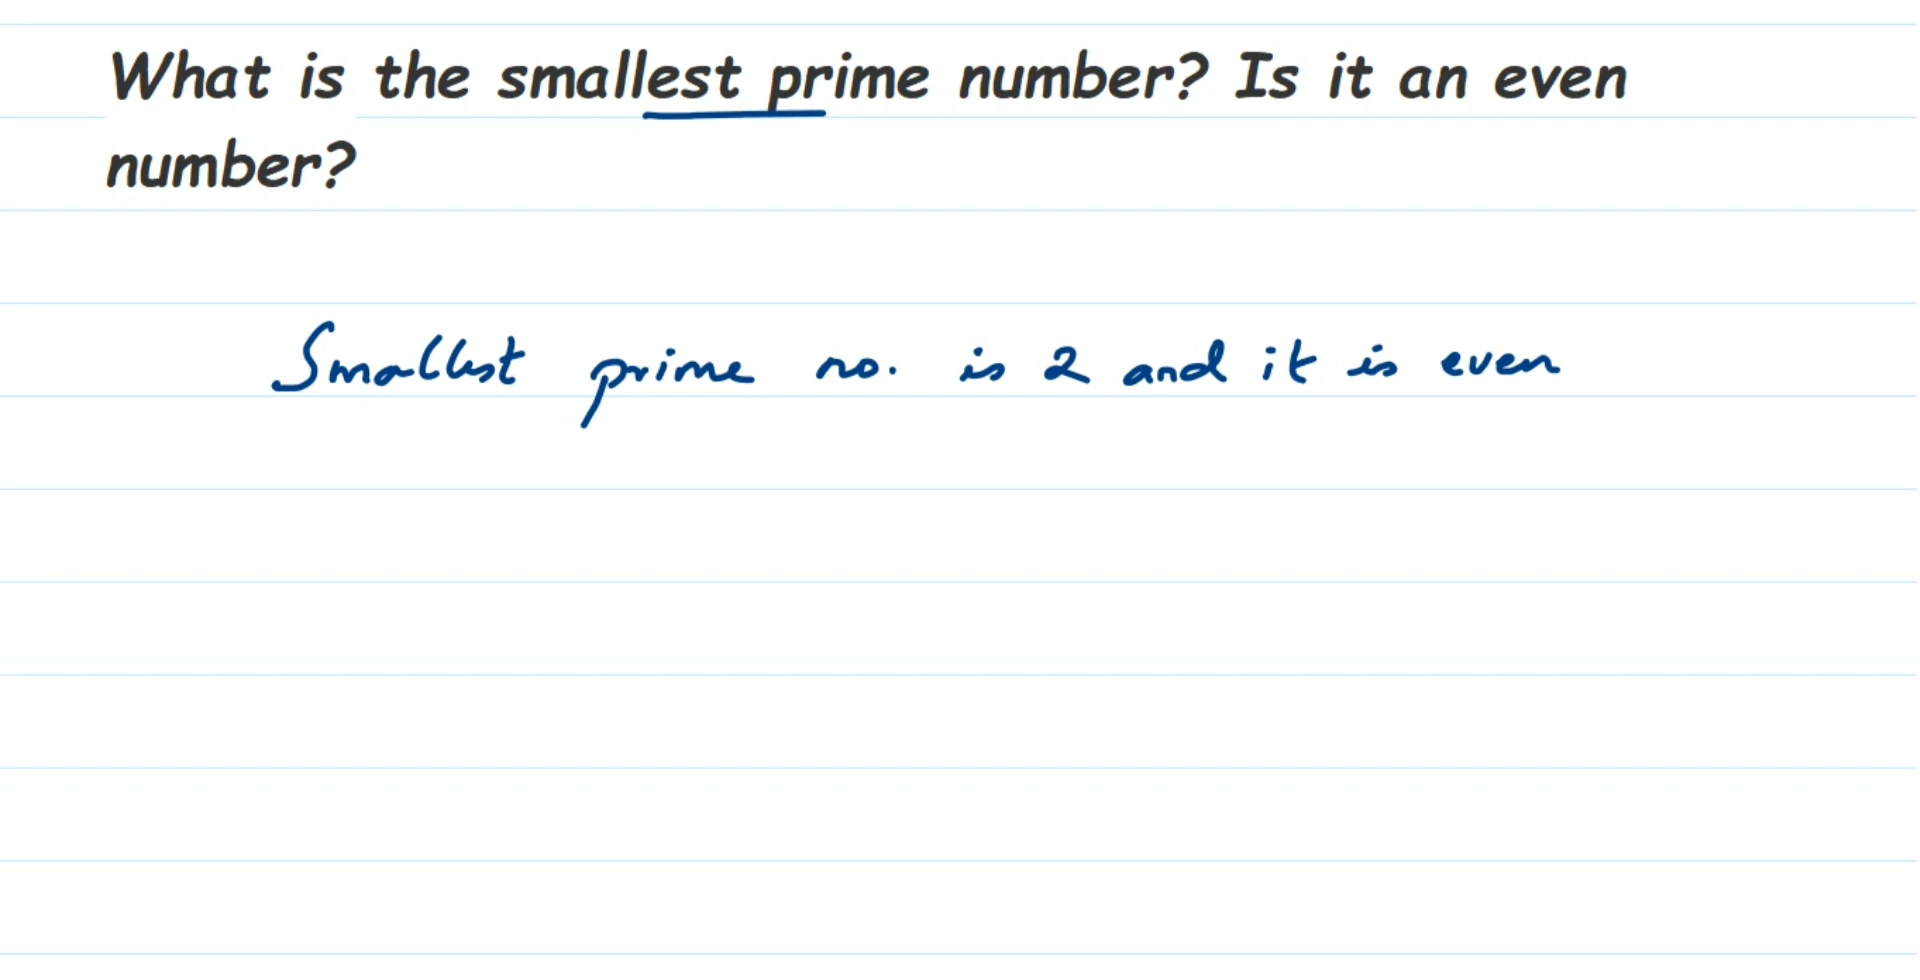 What is the smallest prime number? Is it an even
number?
Smallest prime no. is 2 and it is even